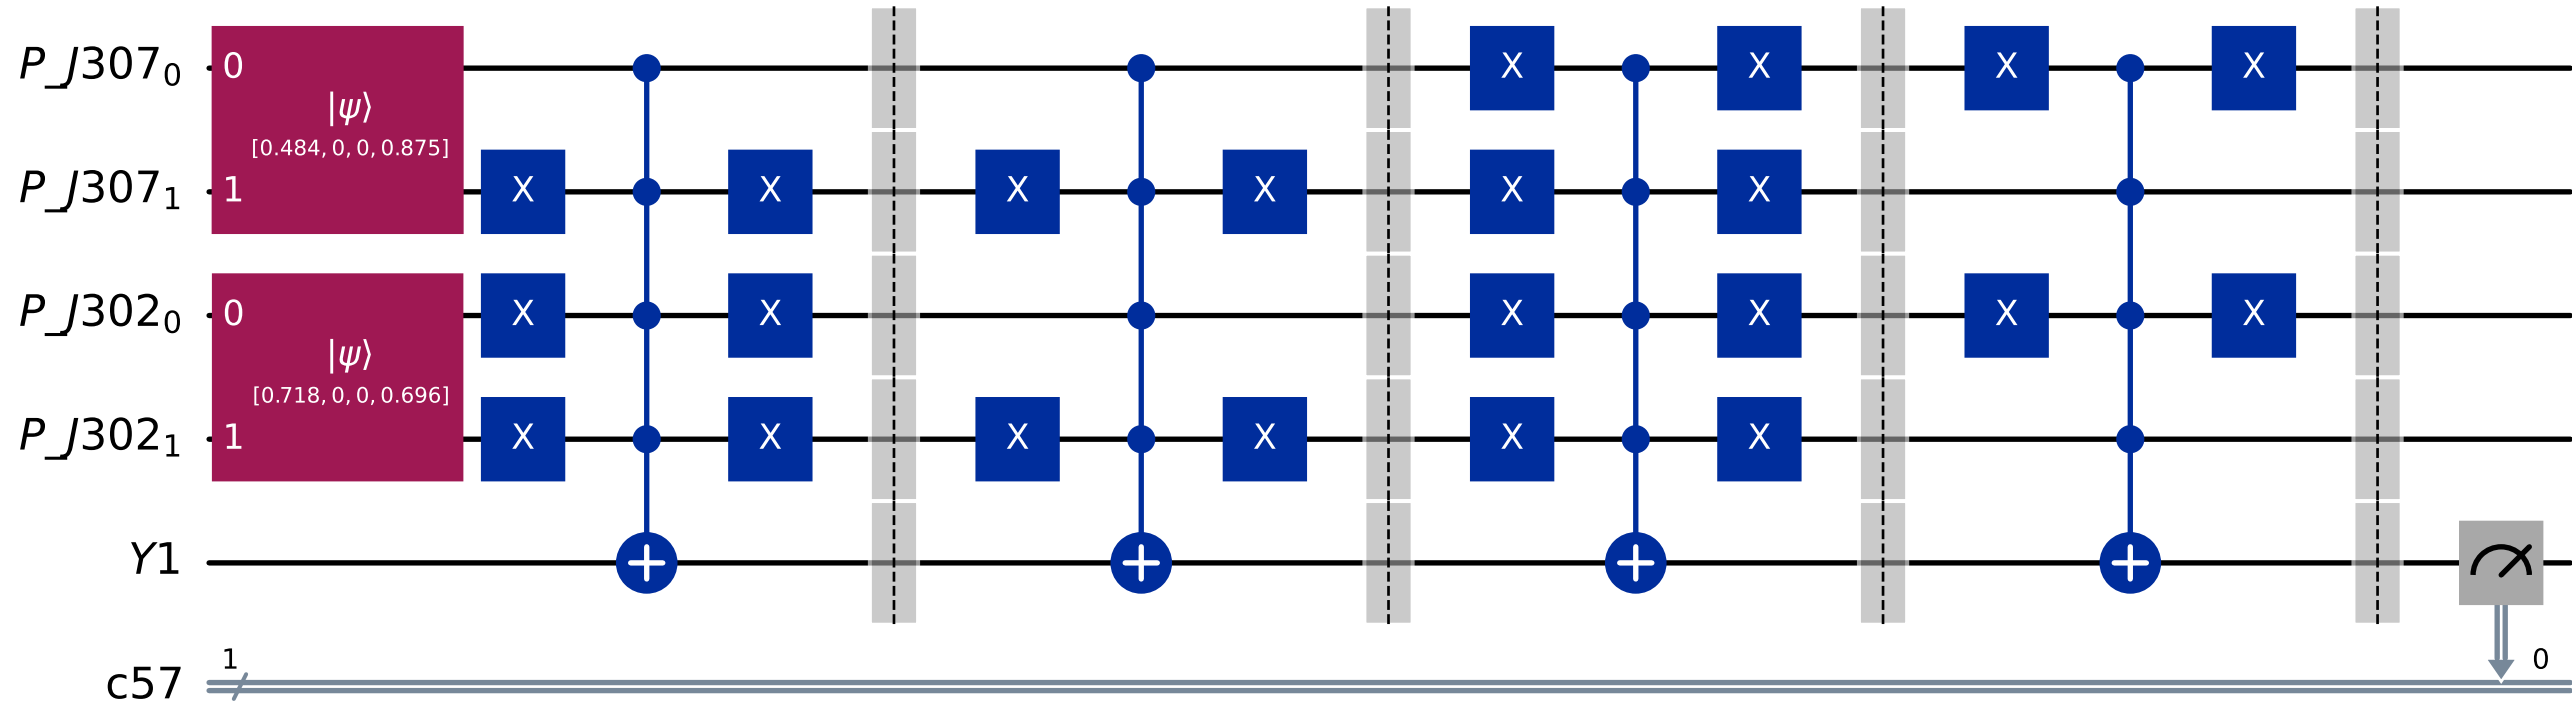 P_J307₀ 0 X X X X
|ψ⟩
[0.484, 0, 0, 0.875]
P_J307₁ 1 X X X X X X
P_J302₀ 0 X X X X X X
|ψ⟩
[0.718, 0, 0, 0.696]
P_J302₁ 1 X X X X X X
Y1
1 0
c57